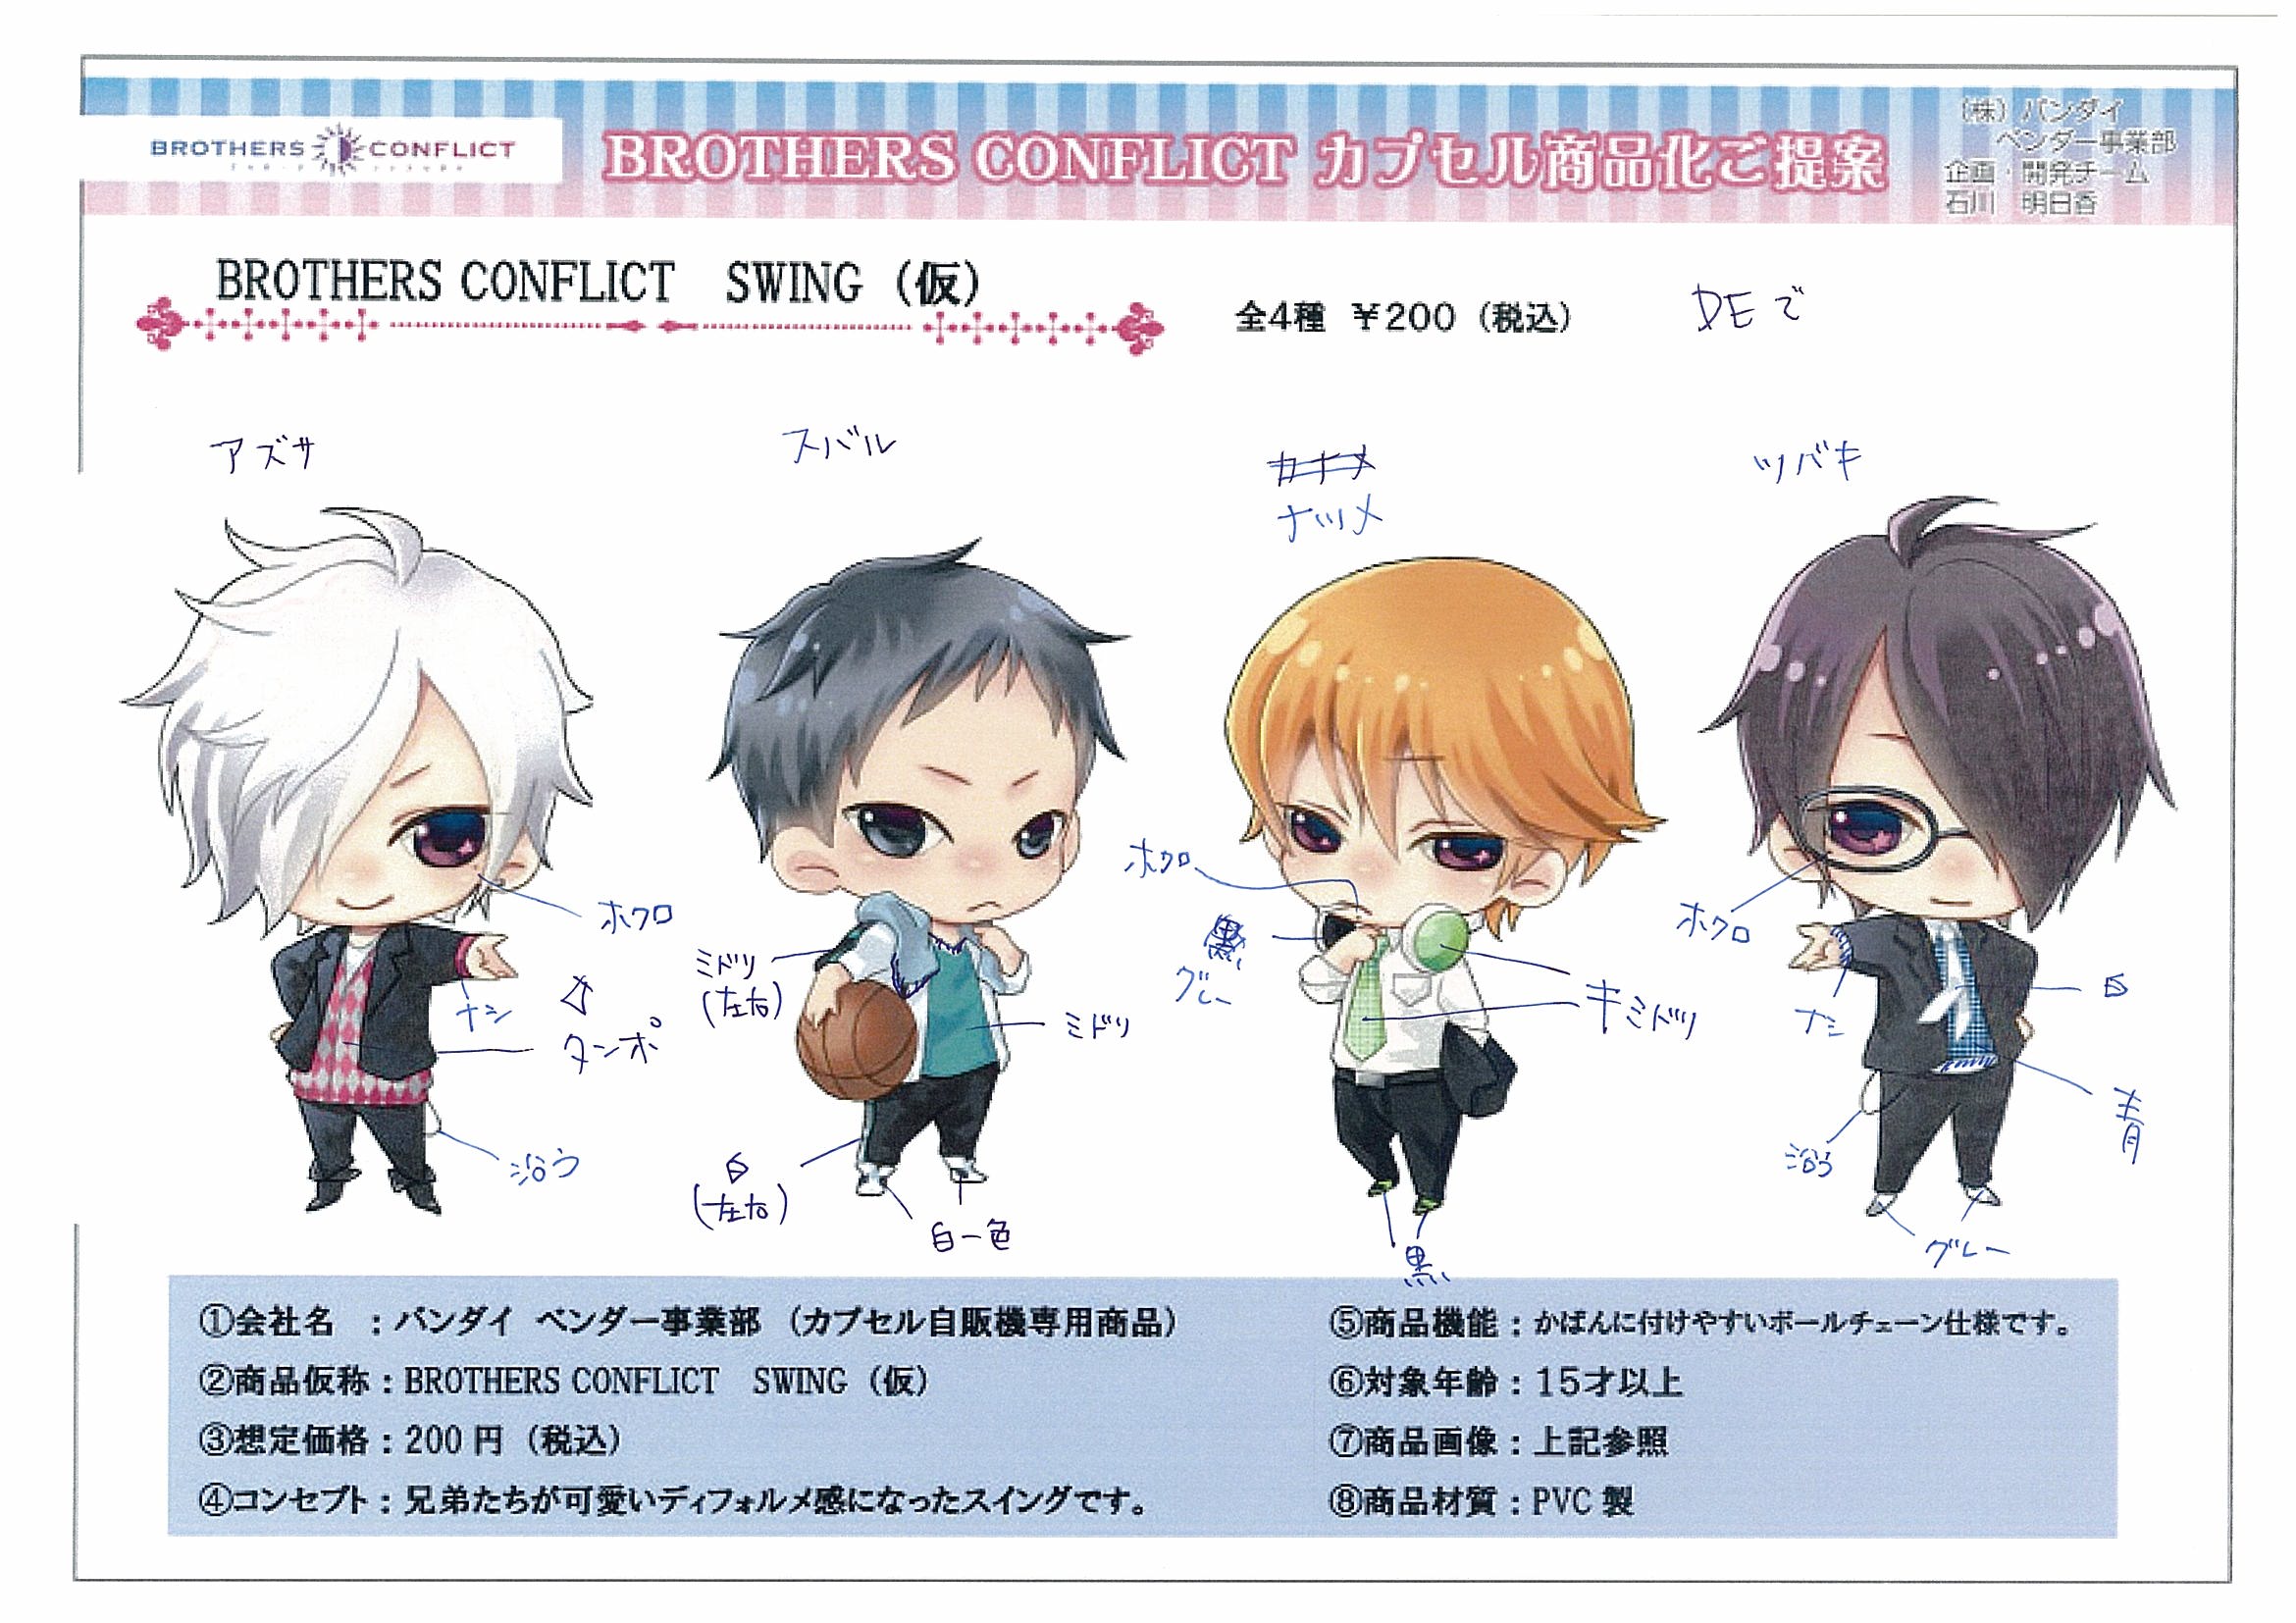 BROTHERS CONFLICT
BROTHERS CONFLICT カプセル商品化ご提案
（株）バンダイ
ベンダー事業部
企画・開発チーム
石川 明日香
BROTHERS CONFLICT SWING（仮）
全4種 ￥200（税込）
DEで
アズサ
スバル
カナメ
ナツメ
ツバキ
ホクロ
ナシ
タンポ
沿う
ミドリ
(左右)
ミドリ
白
(左右)
白一色
ホクロ
黒
グレー
キミドリ
黒
ホクロ
ナシ
白
青
沿う
グレー
①会社名 ：バンダイ ベンダー事業部 （カプセル自販機専用商品）
②商品仮称：BROTHERS CONFLICT SWING（仮）
③想定価格：200円（税込）
④コンセプト：兄弟たちが可愛いディフォルメ感になったスイングです。
⑤商品機能：かばんに付けやすいボールチェーン仕様です。
⑥対象年齢：15才以上
⑦商品画像：上記参照
⑧商品材質：PVC 製